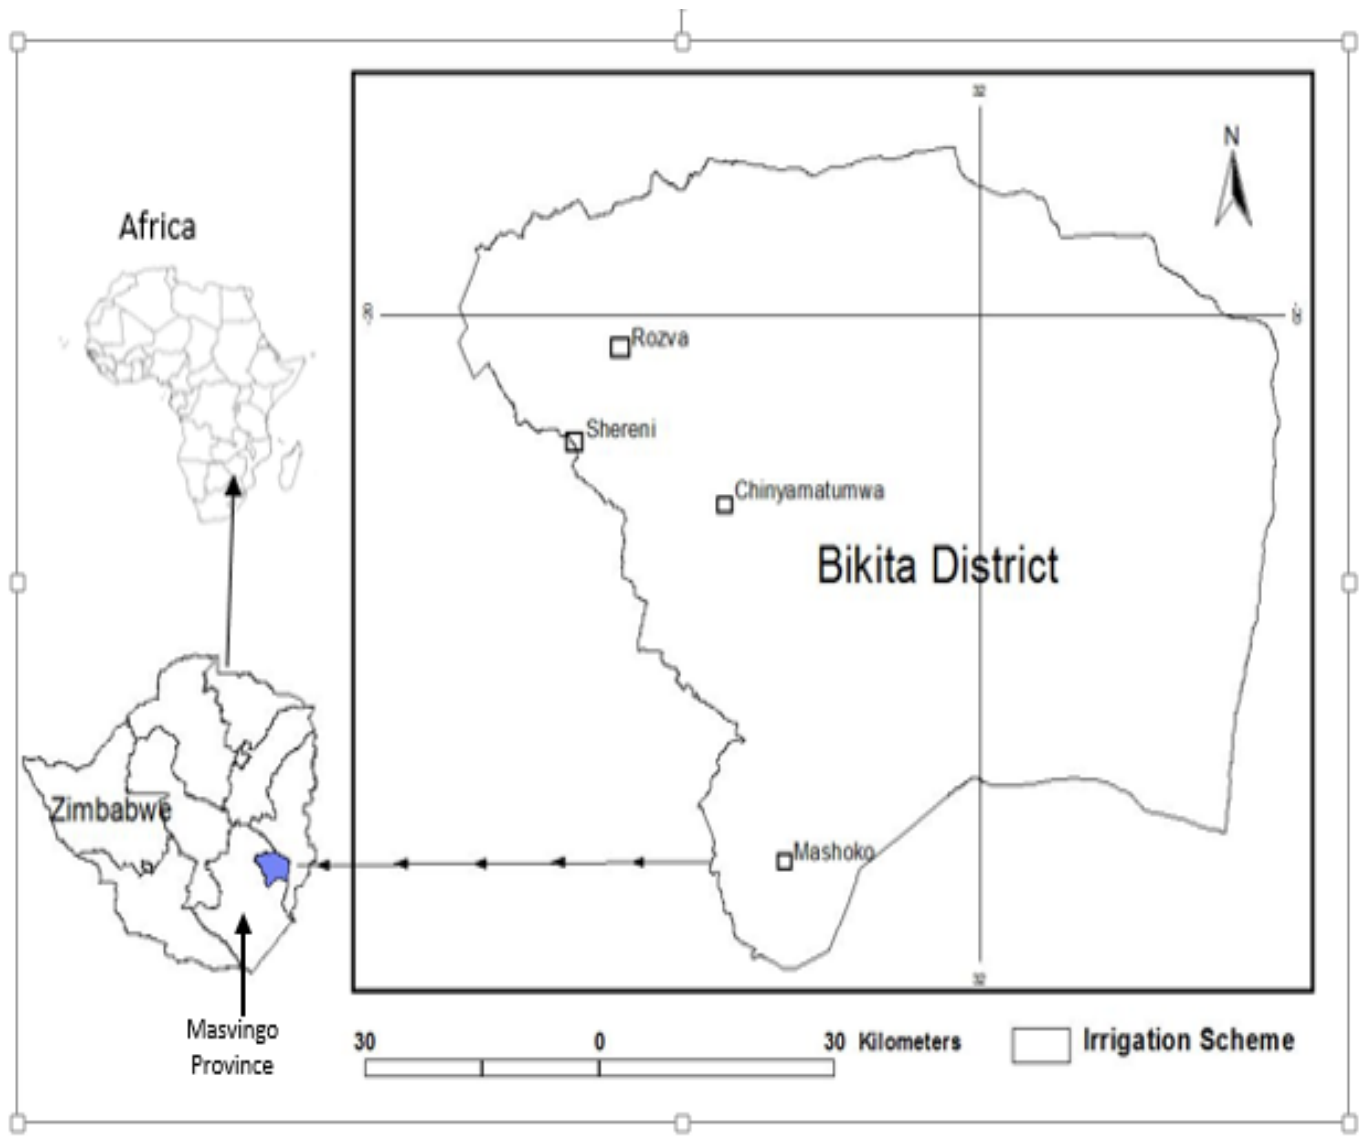 32
N
Africa
Rozva
Shereni
Chinyamatumwa
Bikita District
Zimbabwe
Mashoko
32
Masvingo
Province
30 0 30 Kilometers
Irrigation Scheme